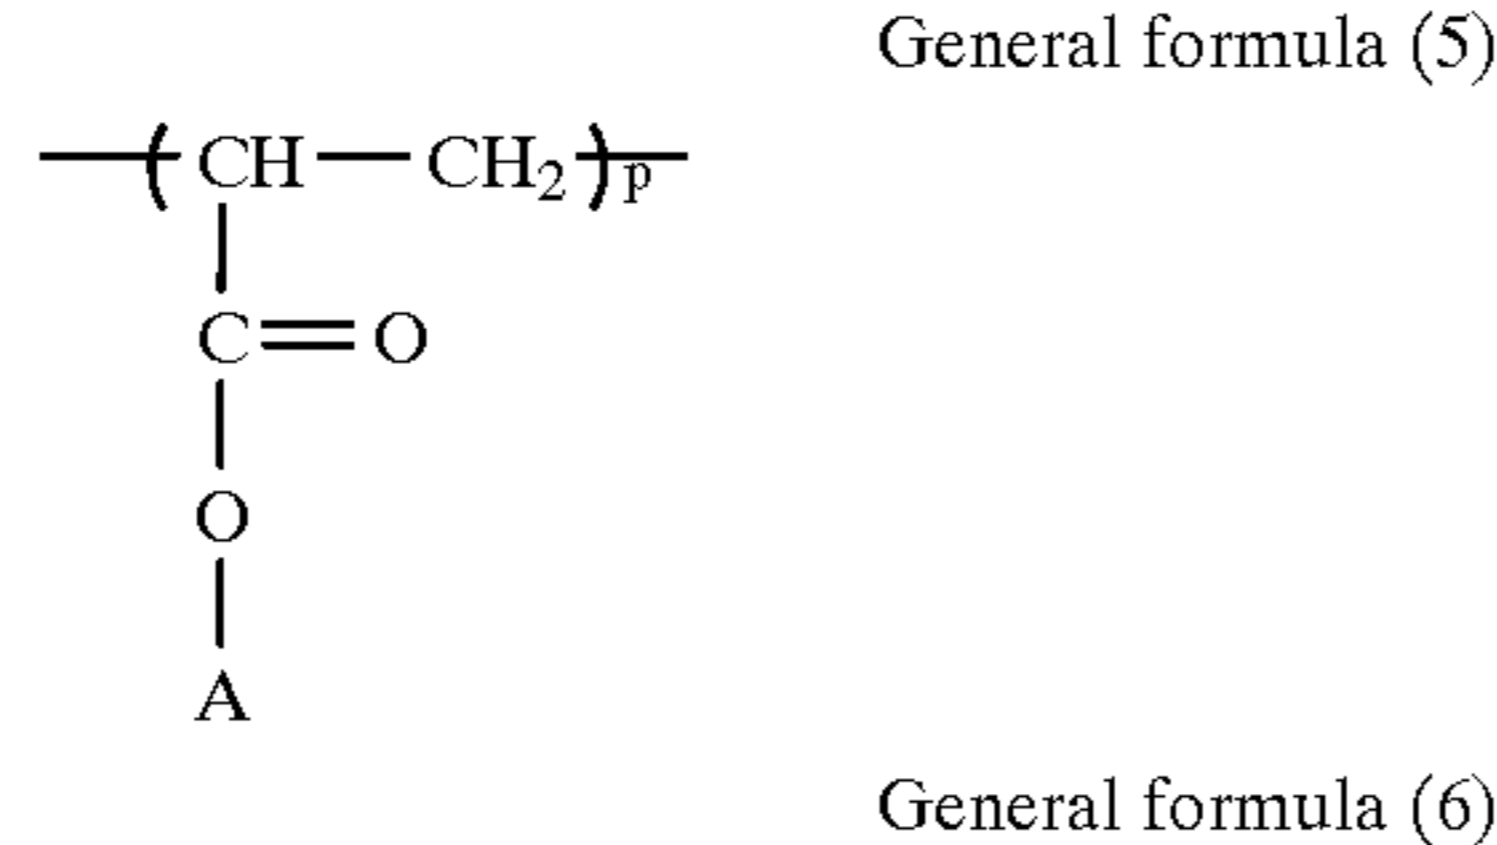 General formula (5)
—(CH—CH₂)ₚ—
C=O
O
A
General formula (6)